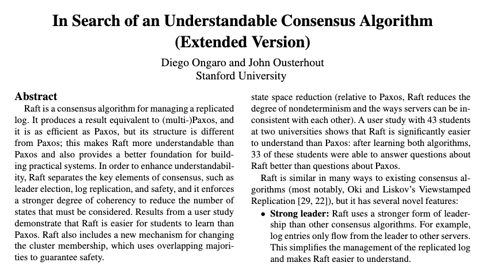 In Search of an Understandable Consensus Algorithm
(Extended Version)
Diego Ongaro and John Ousterhout
Stanford University
Abstract
Raft is a consensus algorithm for managing a replicated
log. It produces a result equivalent to (multi-)Paxos, and
it is as efficient as Paxos, but its structure is different
from Paxos; this makes Raft more understandable than
Paxos and also provides a better foundation for build-
ing practical systems. In order to enhance understandabil-
ity, Raft separates the key elements of consensus, such as
leader election, log replication, and safety, and it enforces
a stronger degree of coherency to reduce the number of
states that must be considered. Results from a user study
demonstrate that Raft is easier for students to learn than
Paxos. Raft also includes a new mechanism for changing
the cluster membership, which uses overlapping majori-
ties to guarantee safety.
state space reduction (relative to Paxos, Raft reduces the
degree of nondeterminism and the ways servers can be in-
consistent with each other). A user study with 43 students
at two universities shows that Raft is significantly easier
to understand than Paxos: after learning both algorithms,
33 of these students were able to answer questions about
Raft better than questions about Paxos.
Raft is similar in many ways to existing consensus al-
gorithms (most notably, Oki and Liskov's Viewstamped
Replication [29, 22]), but it has several novel features:
• Strong leader: Raft uses a stronger form of leader-
ship than other consensus algorithms. For example,
log entries only flow from the leader to other servers.
This simplifies the management of the replicated log
and makes Raft easier to understand.